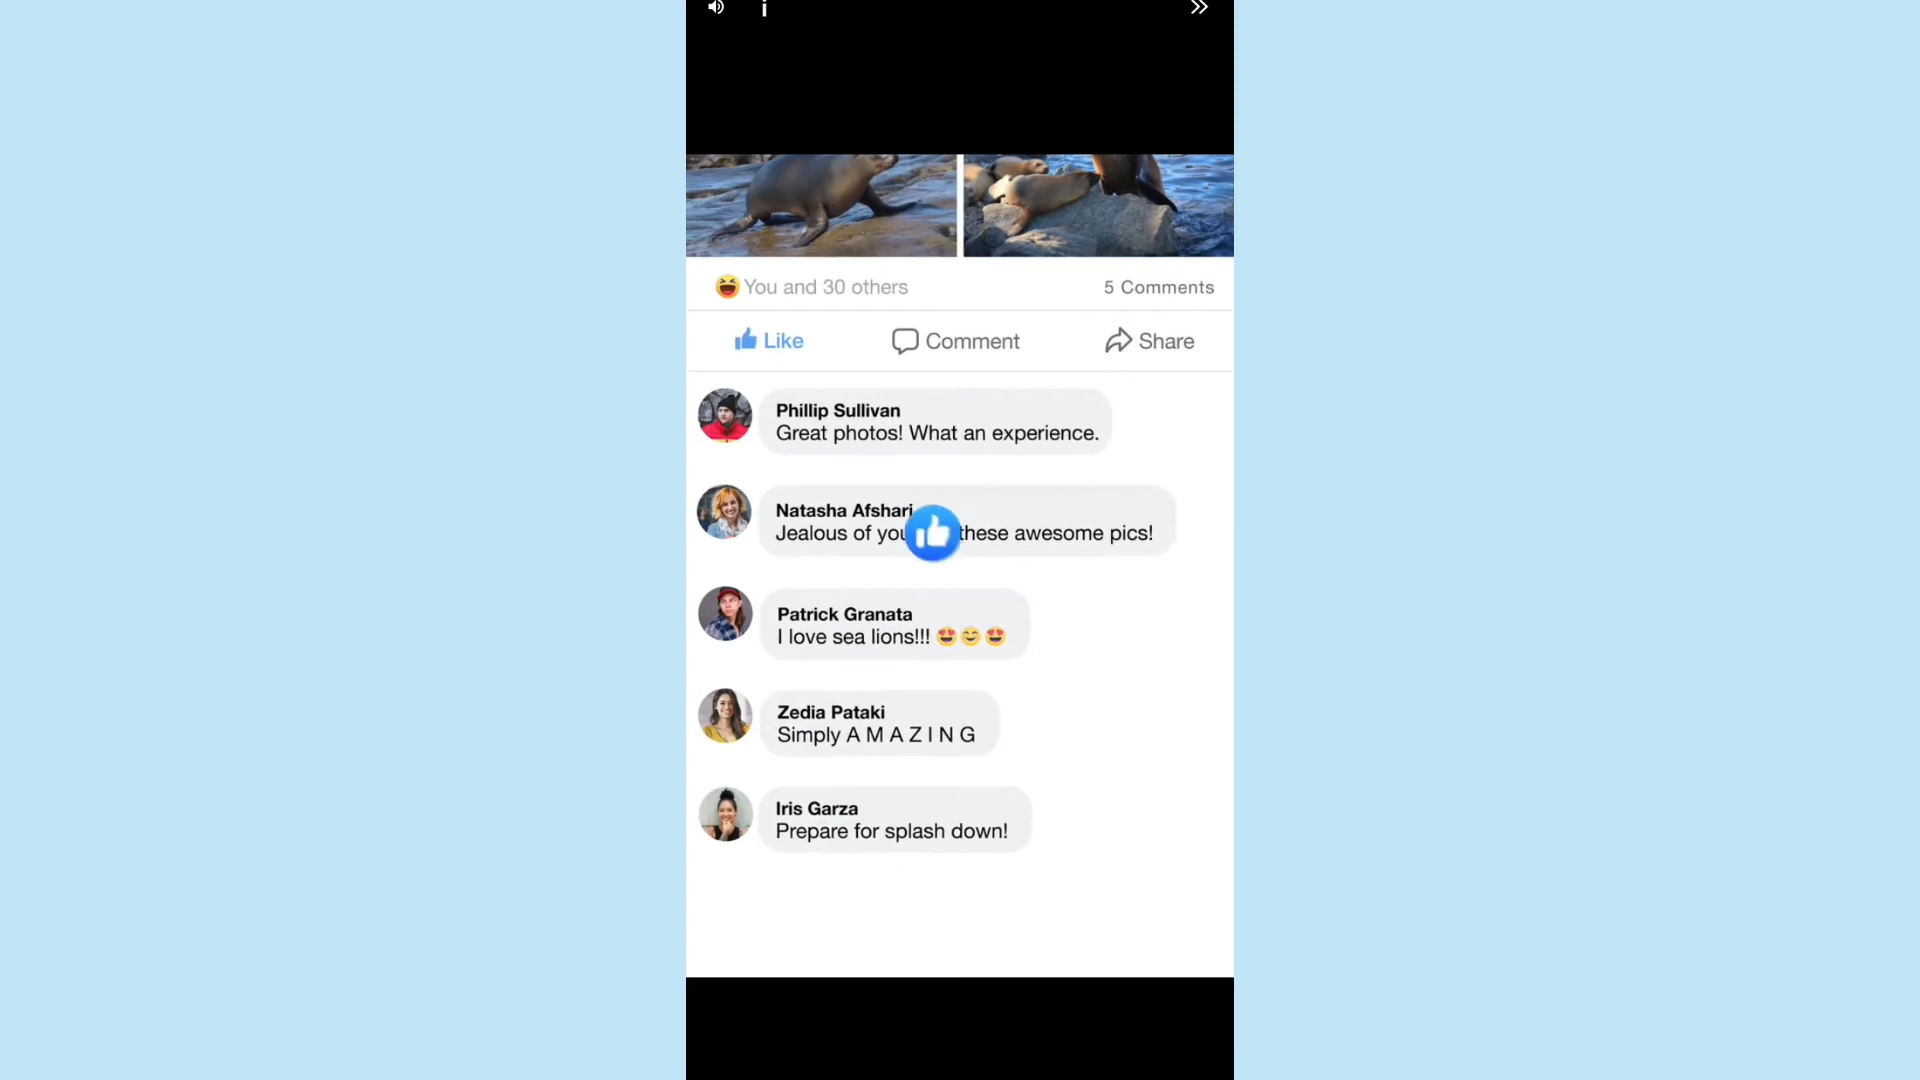 You and 30 others
5 Comments
Like
Comment
Share
Phillip Sullivan
Great photos! What an experience.
Natasha Afshari
Jealous of you these awesome pics!
Patrick Granata
I love sea lions!!! 😍😊😍
Zedia Pataki
Simply A M A Z I N G
Iris Garza
Prepare for splash down!